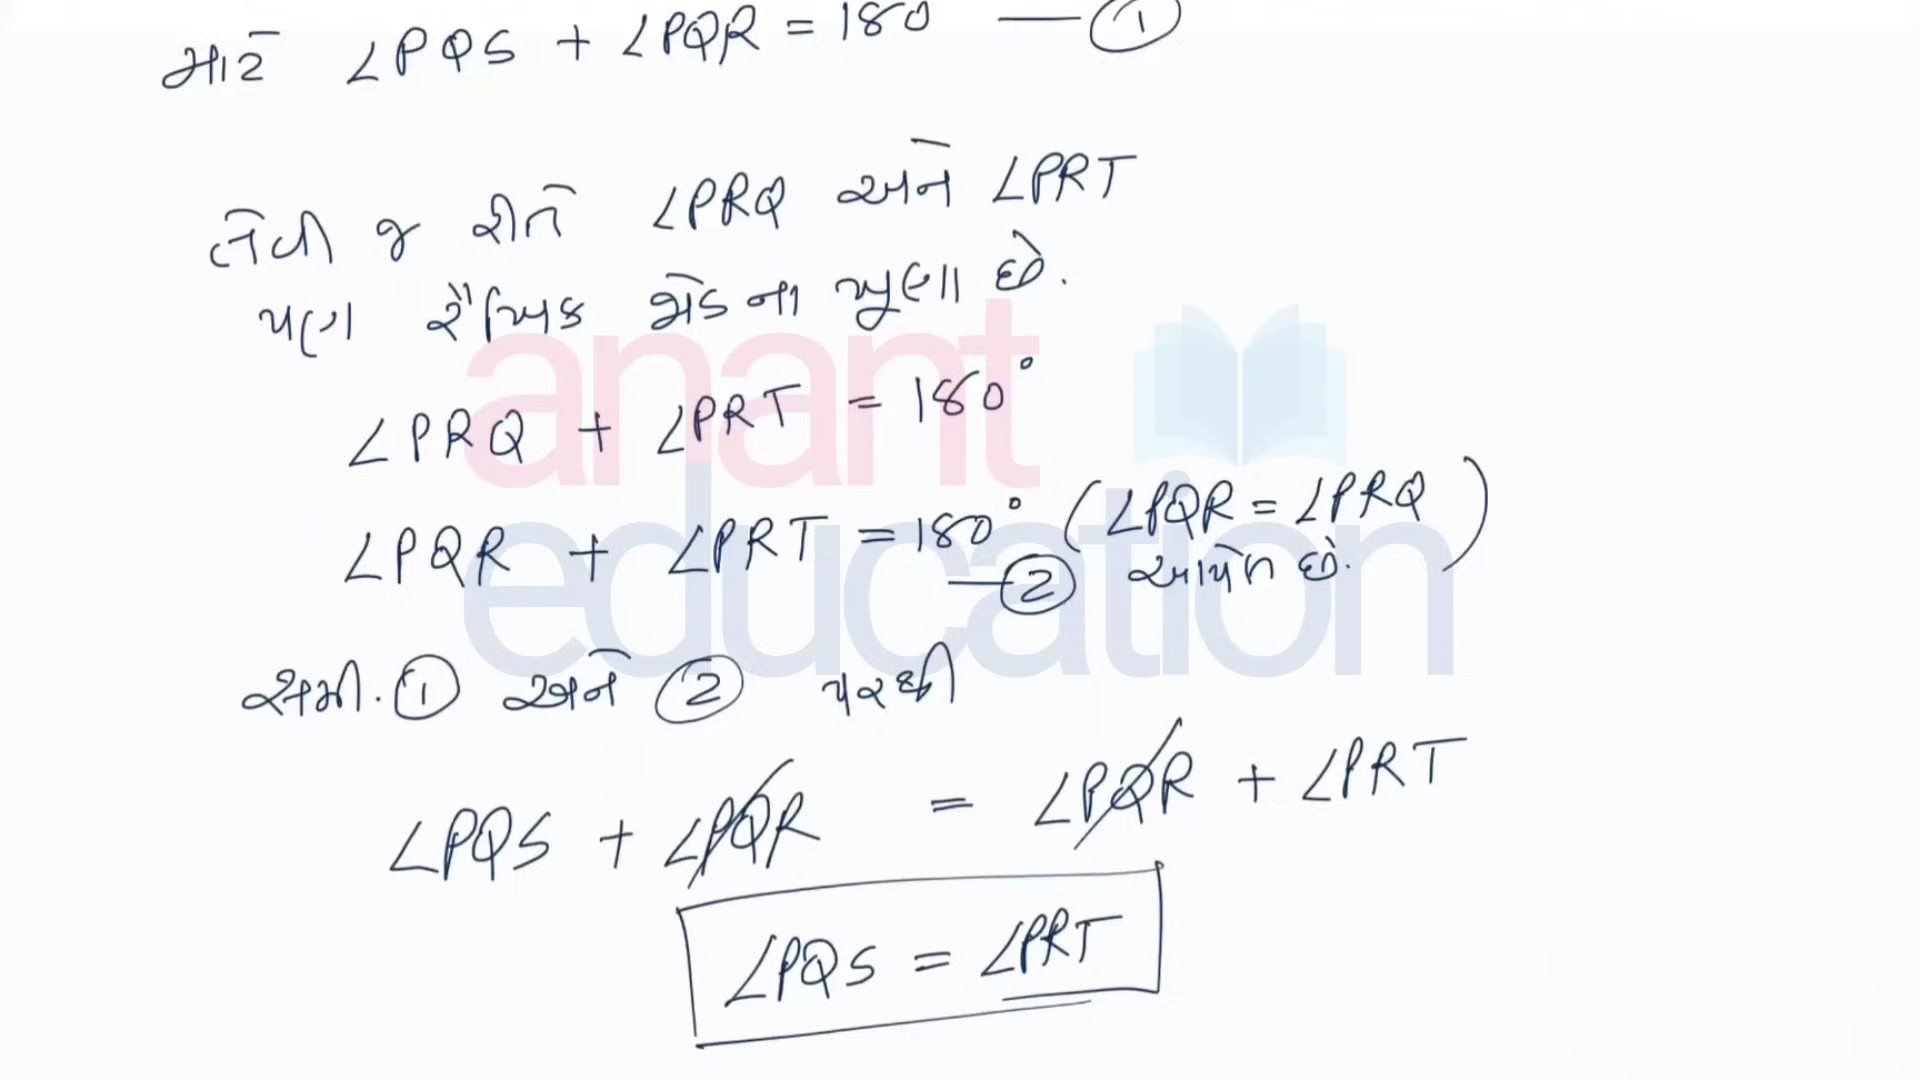 માટે ∠PQS + ∠PQR = 180 — ①
તેવી જ રીતે ∠PRQ અને ∠PRT
પણ રૈખિક જોડના ખુણા છે.
∠PRQ + ∠PRT = 180°
∠PQR + ∠PRT = 180° (∠PQR = ∠PRQ)
— ② આપેલ છે.
સમી. ① અને ② પરથી
∠PQS + ∠PQR = ∠PQR + ∠PRT
∠PQS = ∠PRT
anant
education